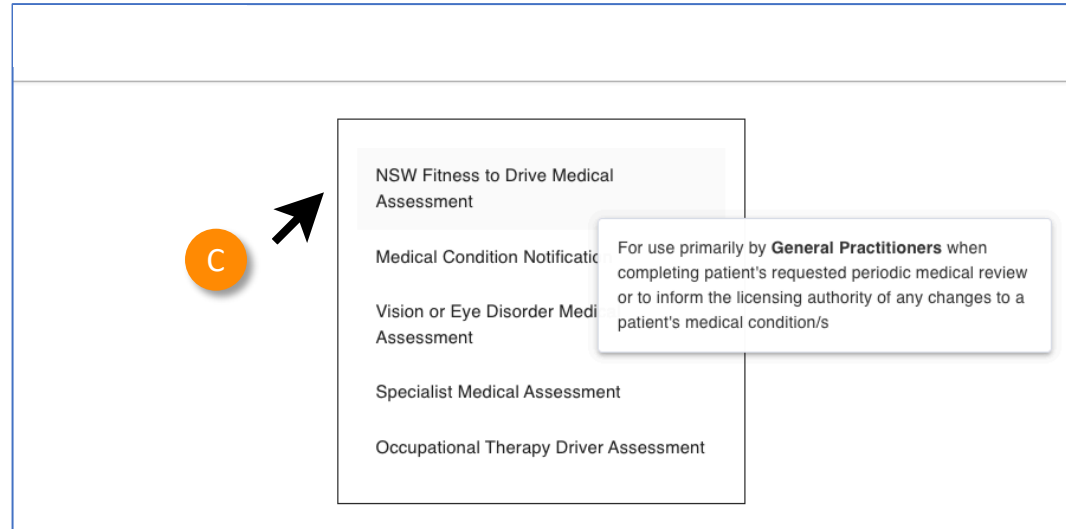 NSW Fitness to Drive Medical
Assessment
C
For use primarily by General Practitioners when
completing patient's requested periodic medical review
or to inform the licensing authority of any changes to a
patient's medical condition/s
Medical Condition Notification
Vision or Eye Disorder Medi
Assessment
Specialist Medical Assessment
Occupational Therapy Driver Assessment